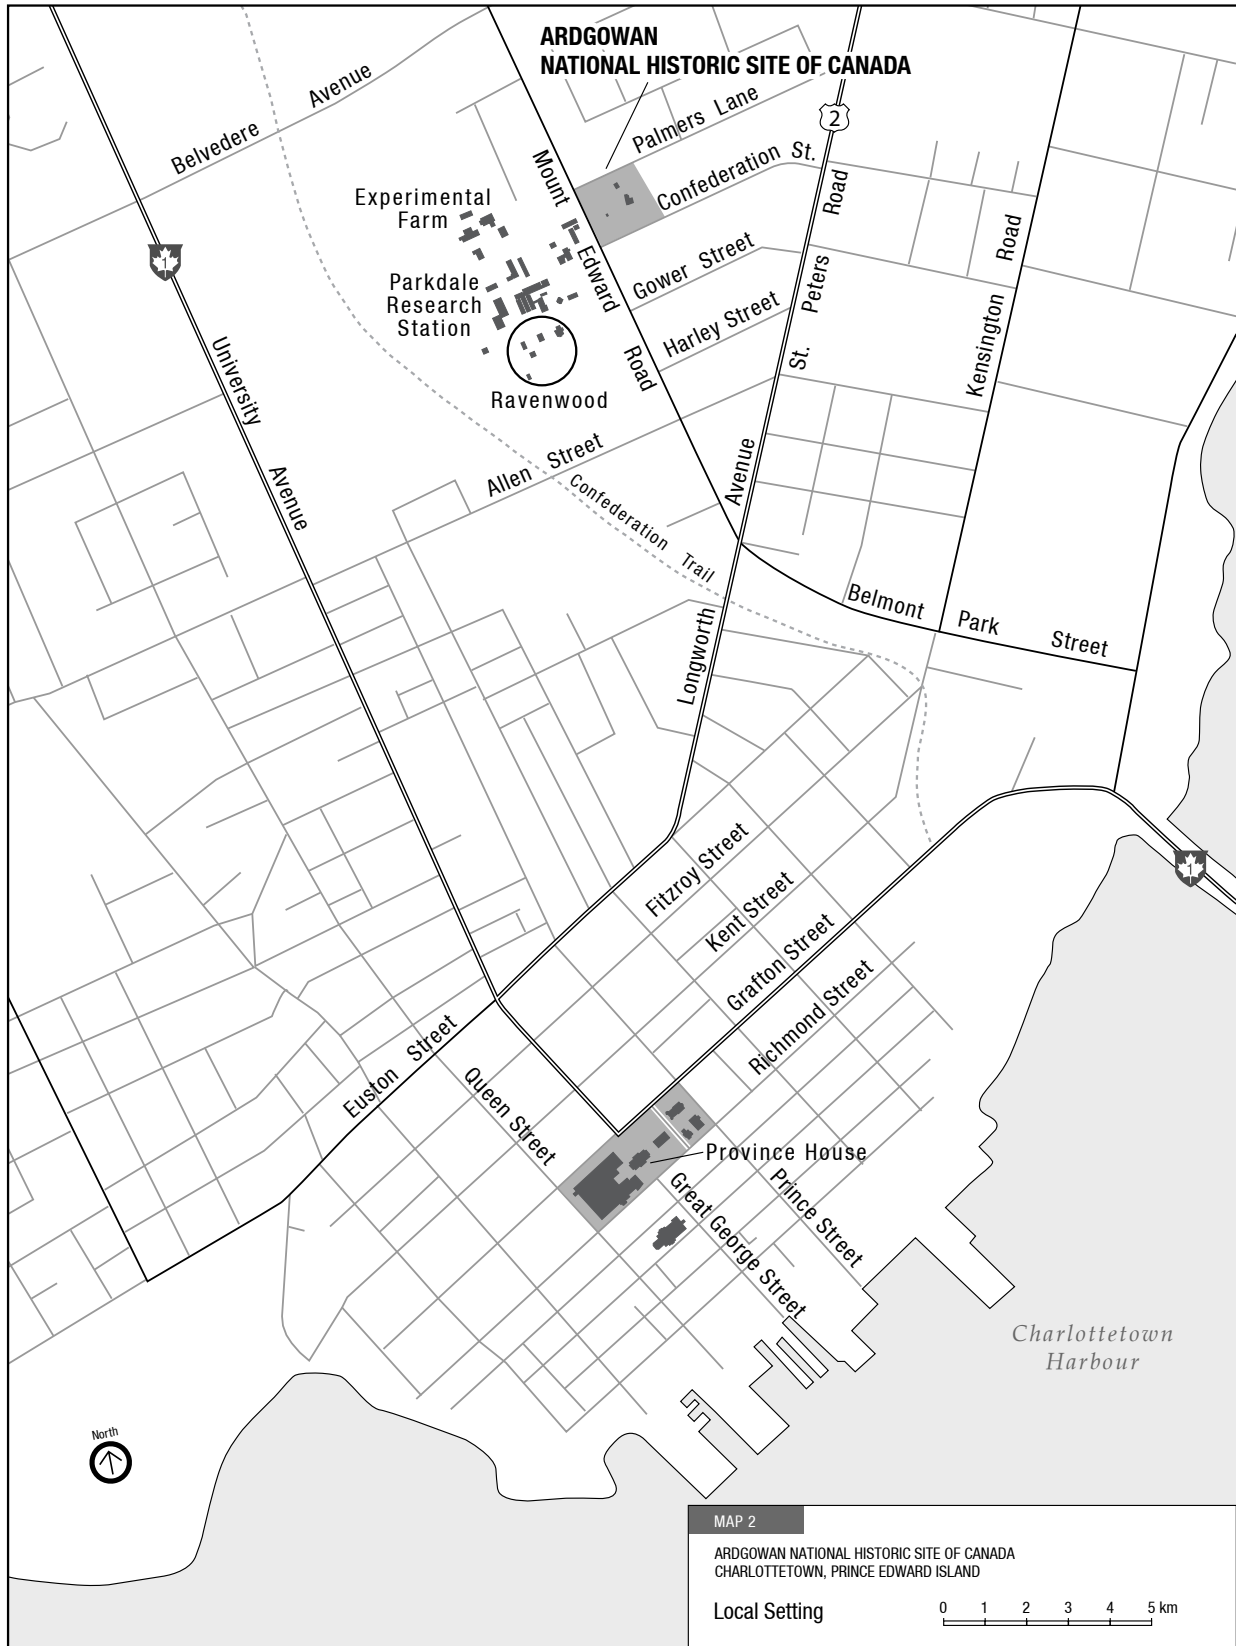 ARDGOWAN
NATIONAL HISTORIC SITE OF CANADA
Belvedere Avenue
Palmers Lane
2
Mount Edward Road
Confederation St.
Experimental
Farm
1
Gower Street
Parkdale
Research
Station
Harley Street
St. Peters Road
Kensington Road
Ravenwood
University Avenue
Allen Street
Confederation Trail
Longworth Avenue
Belmont Park Street
Fitzroy Street
Kent Street
1
Grafton Street
Richmond Street
Euston Street
Queen Street
Province House
Great George Street
Prince Street
Charlottetown
Harbour
North
MAP 2
ARDGOWAN NATIONAL HISTORIC SITE OF CANADA
CHARLOTTETOWN, PRINCE EDWARD ISLAND
Local Setting
0 1 2 3 4 5 km